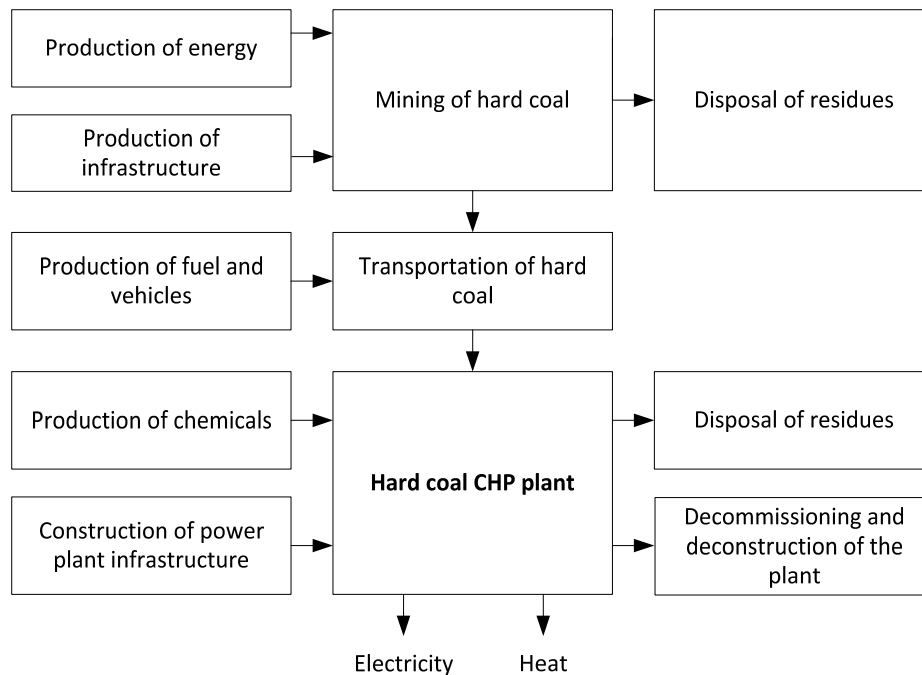 Production of energy
Mining of hard coal
Disposal of residues
Production of
infrastructure
Production of fuel and
vehicles
Transportation of hard
coal
Production of chemicals
Hard coal CHP plant
Disposal of residues
Construction of power
plant infrastructure
Decommissioning and
deconstruction of the
plant
Electricity
Heat